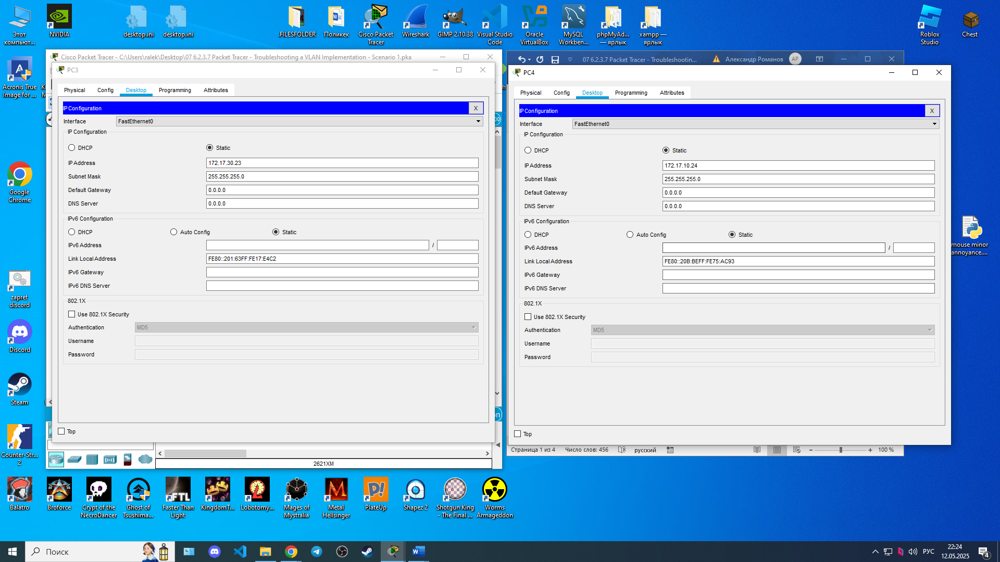 Этот
компьют...
NVIDIA
desktop.ini
desktop.ini
.FILESFOLDER
Поликек
Cisco Packet
Tracer
Wireshark
GIMP 2.10.38
Visual Studio
Code
Oracle
VirtualBox
MySQL
Workben...
phpMyAd...
— ярлык
xampp —
ярлык
Roblox
Studio
Chest
Acronis True
Image for ...
Google
Chrome
zapret
discord
Discord
Steam
Counter-Str...
2
mouse minor
annoyance....
Cisco Packet Tracer - C:\Users\ralek\Desktop\07 6.2.3.7 Packet Tracer - Troubleshooting a VLAN Implementation - Scenario 1.pka
PC3
Physical Config Desktop Programming Attributes
IP Configuration X
Interface FastEthernet0
IP Configuration
DHCP Static
IP Address 172.17.30.23
Subnet Mask 255.255.255.0
Default Gateway 0.0.0.0
DNS Server 0.0.0.0
IPv6 Configuration
DHCP Auto Config Static
IPv6 Address /
Link Local Address FE80::201:63FF:FE17:E4C2
IPv6 Gateway
IPv6 DNS Server
802.1X
Use 802.1X Security
Authentication MD5
Username
Password
Top
2621XM
07 6.2.3.7 Packet Tracer - Troubleshootin... Александр Романов АР
PC4
Physical Config Desktop Programming Attributes
IP Configuration X
Interface FastEthernet0
IP Configuration
DHCP Static
IP Address 172.17.10.24
Subnet Mask 255.255.255.0
Default Gateway 0.0.0.0
DNS Server 0.0.0.0
IPv6 Configuration
DHCP Auto Config Static
IPv6 Address /
Link Local Address FE80::20B:BEFF:FE75:AC93
IPv6 Gateway
IPv6 DNS Server
802.1X
Use 802.1X Security
Authentication MD5
Username
Password
Top
Страница 1 из 4 Число слов: 456 русский 100 %
Balatro
Broforce
Crypt of the
NecroDancer
Ghost of
Tsushima...
Faster Than
Light
KingdomT...
Lobotomy...
Mages of
Mystralia
Metal
Hellsinger
PlateUp
Shapez 2
Shotgun King
- The Final ...
Worms
Armageddon
Поиск
РУС
22:24
12.05.2025
4